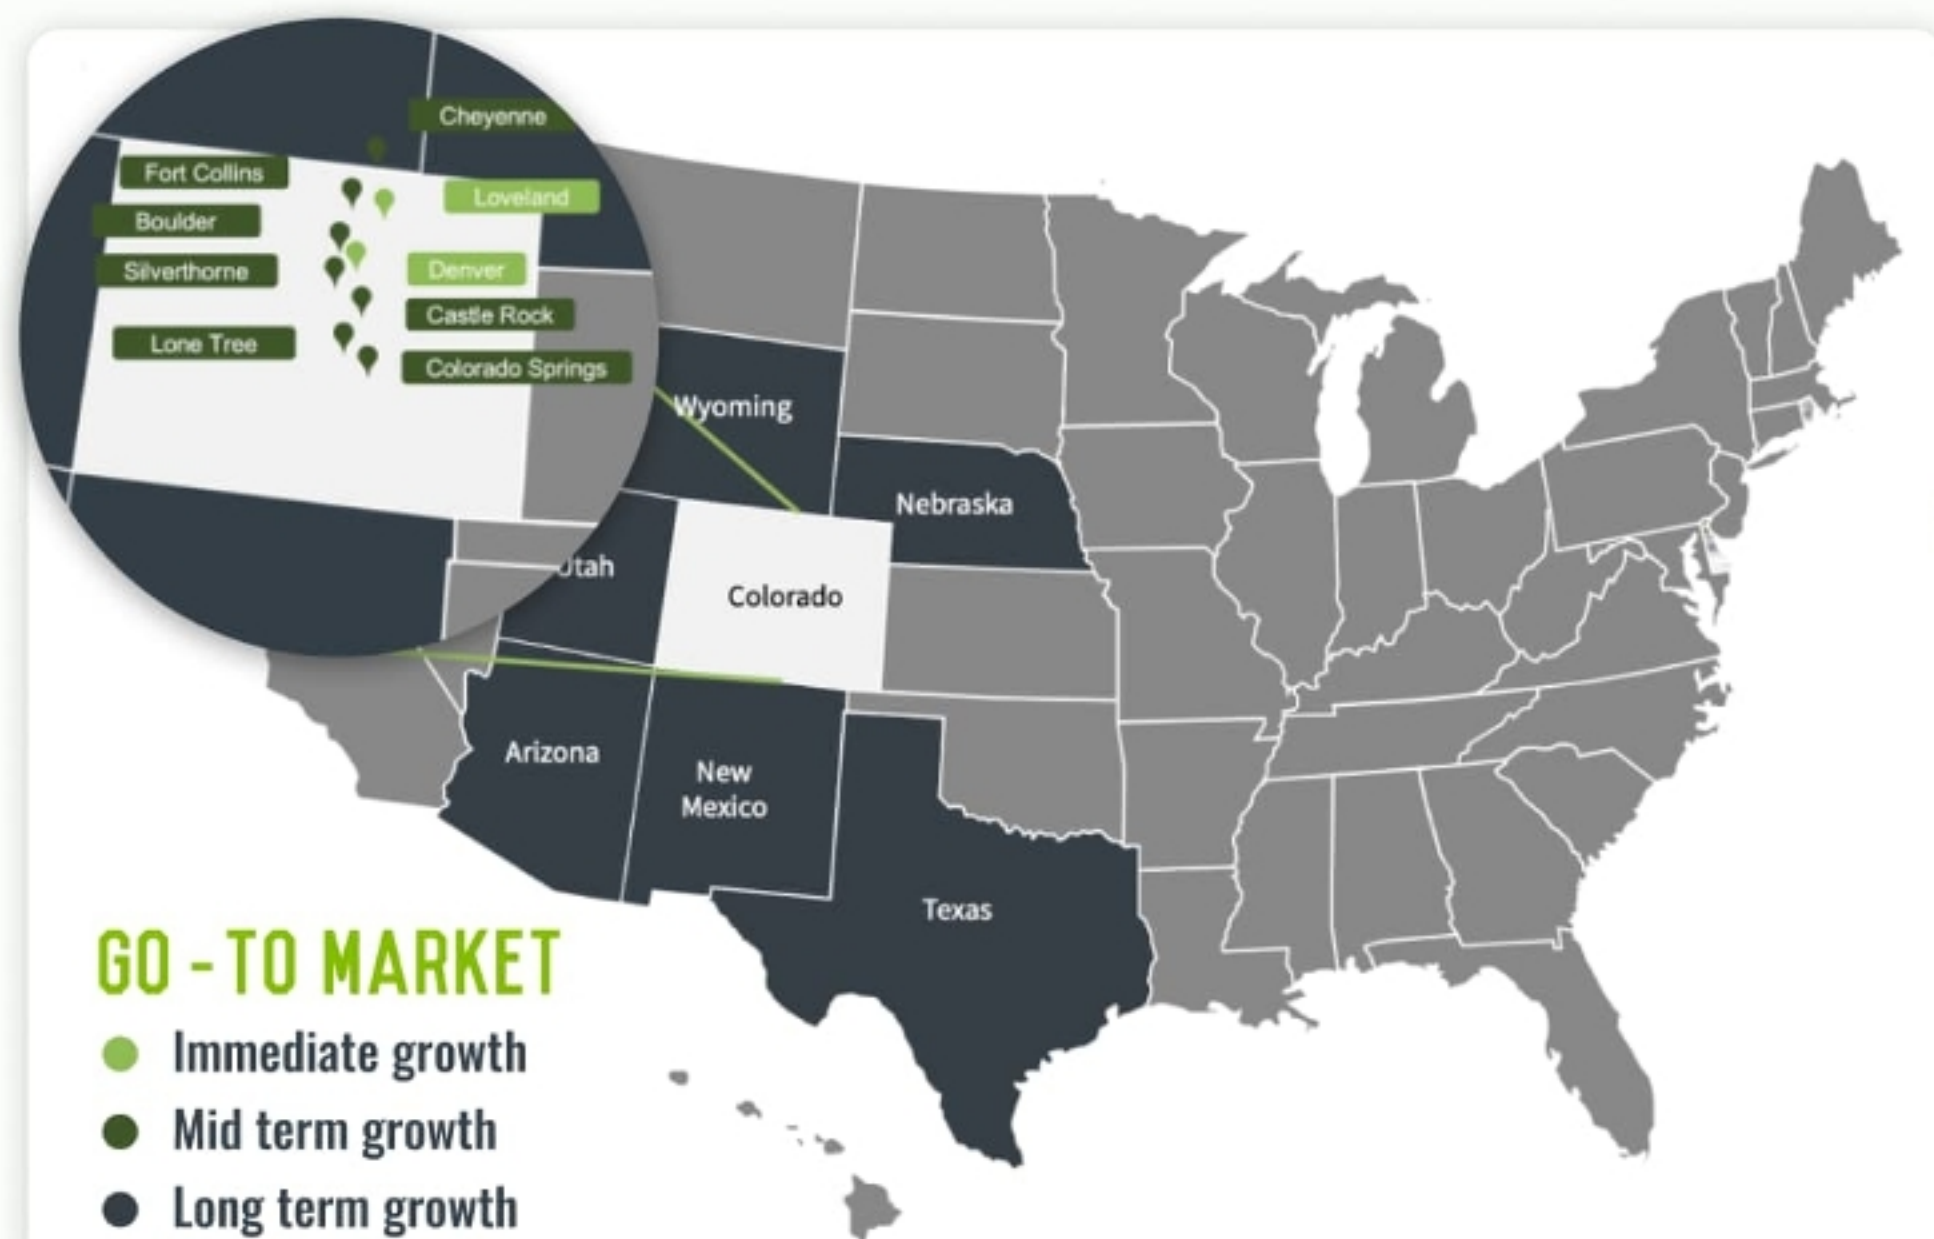 Cheyenne
Fort Collins
Loveland
Boulder
Silverthorne
Denver
Castle Rock
Lone Tree
Colorado Springs
Wyoming
Nebraska
Utah
Colorado
Arizona
New
Mexico
Texas
GO - TO MARKET
Immediate growth
Mid term growth
Long term growth